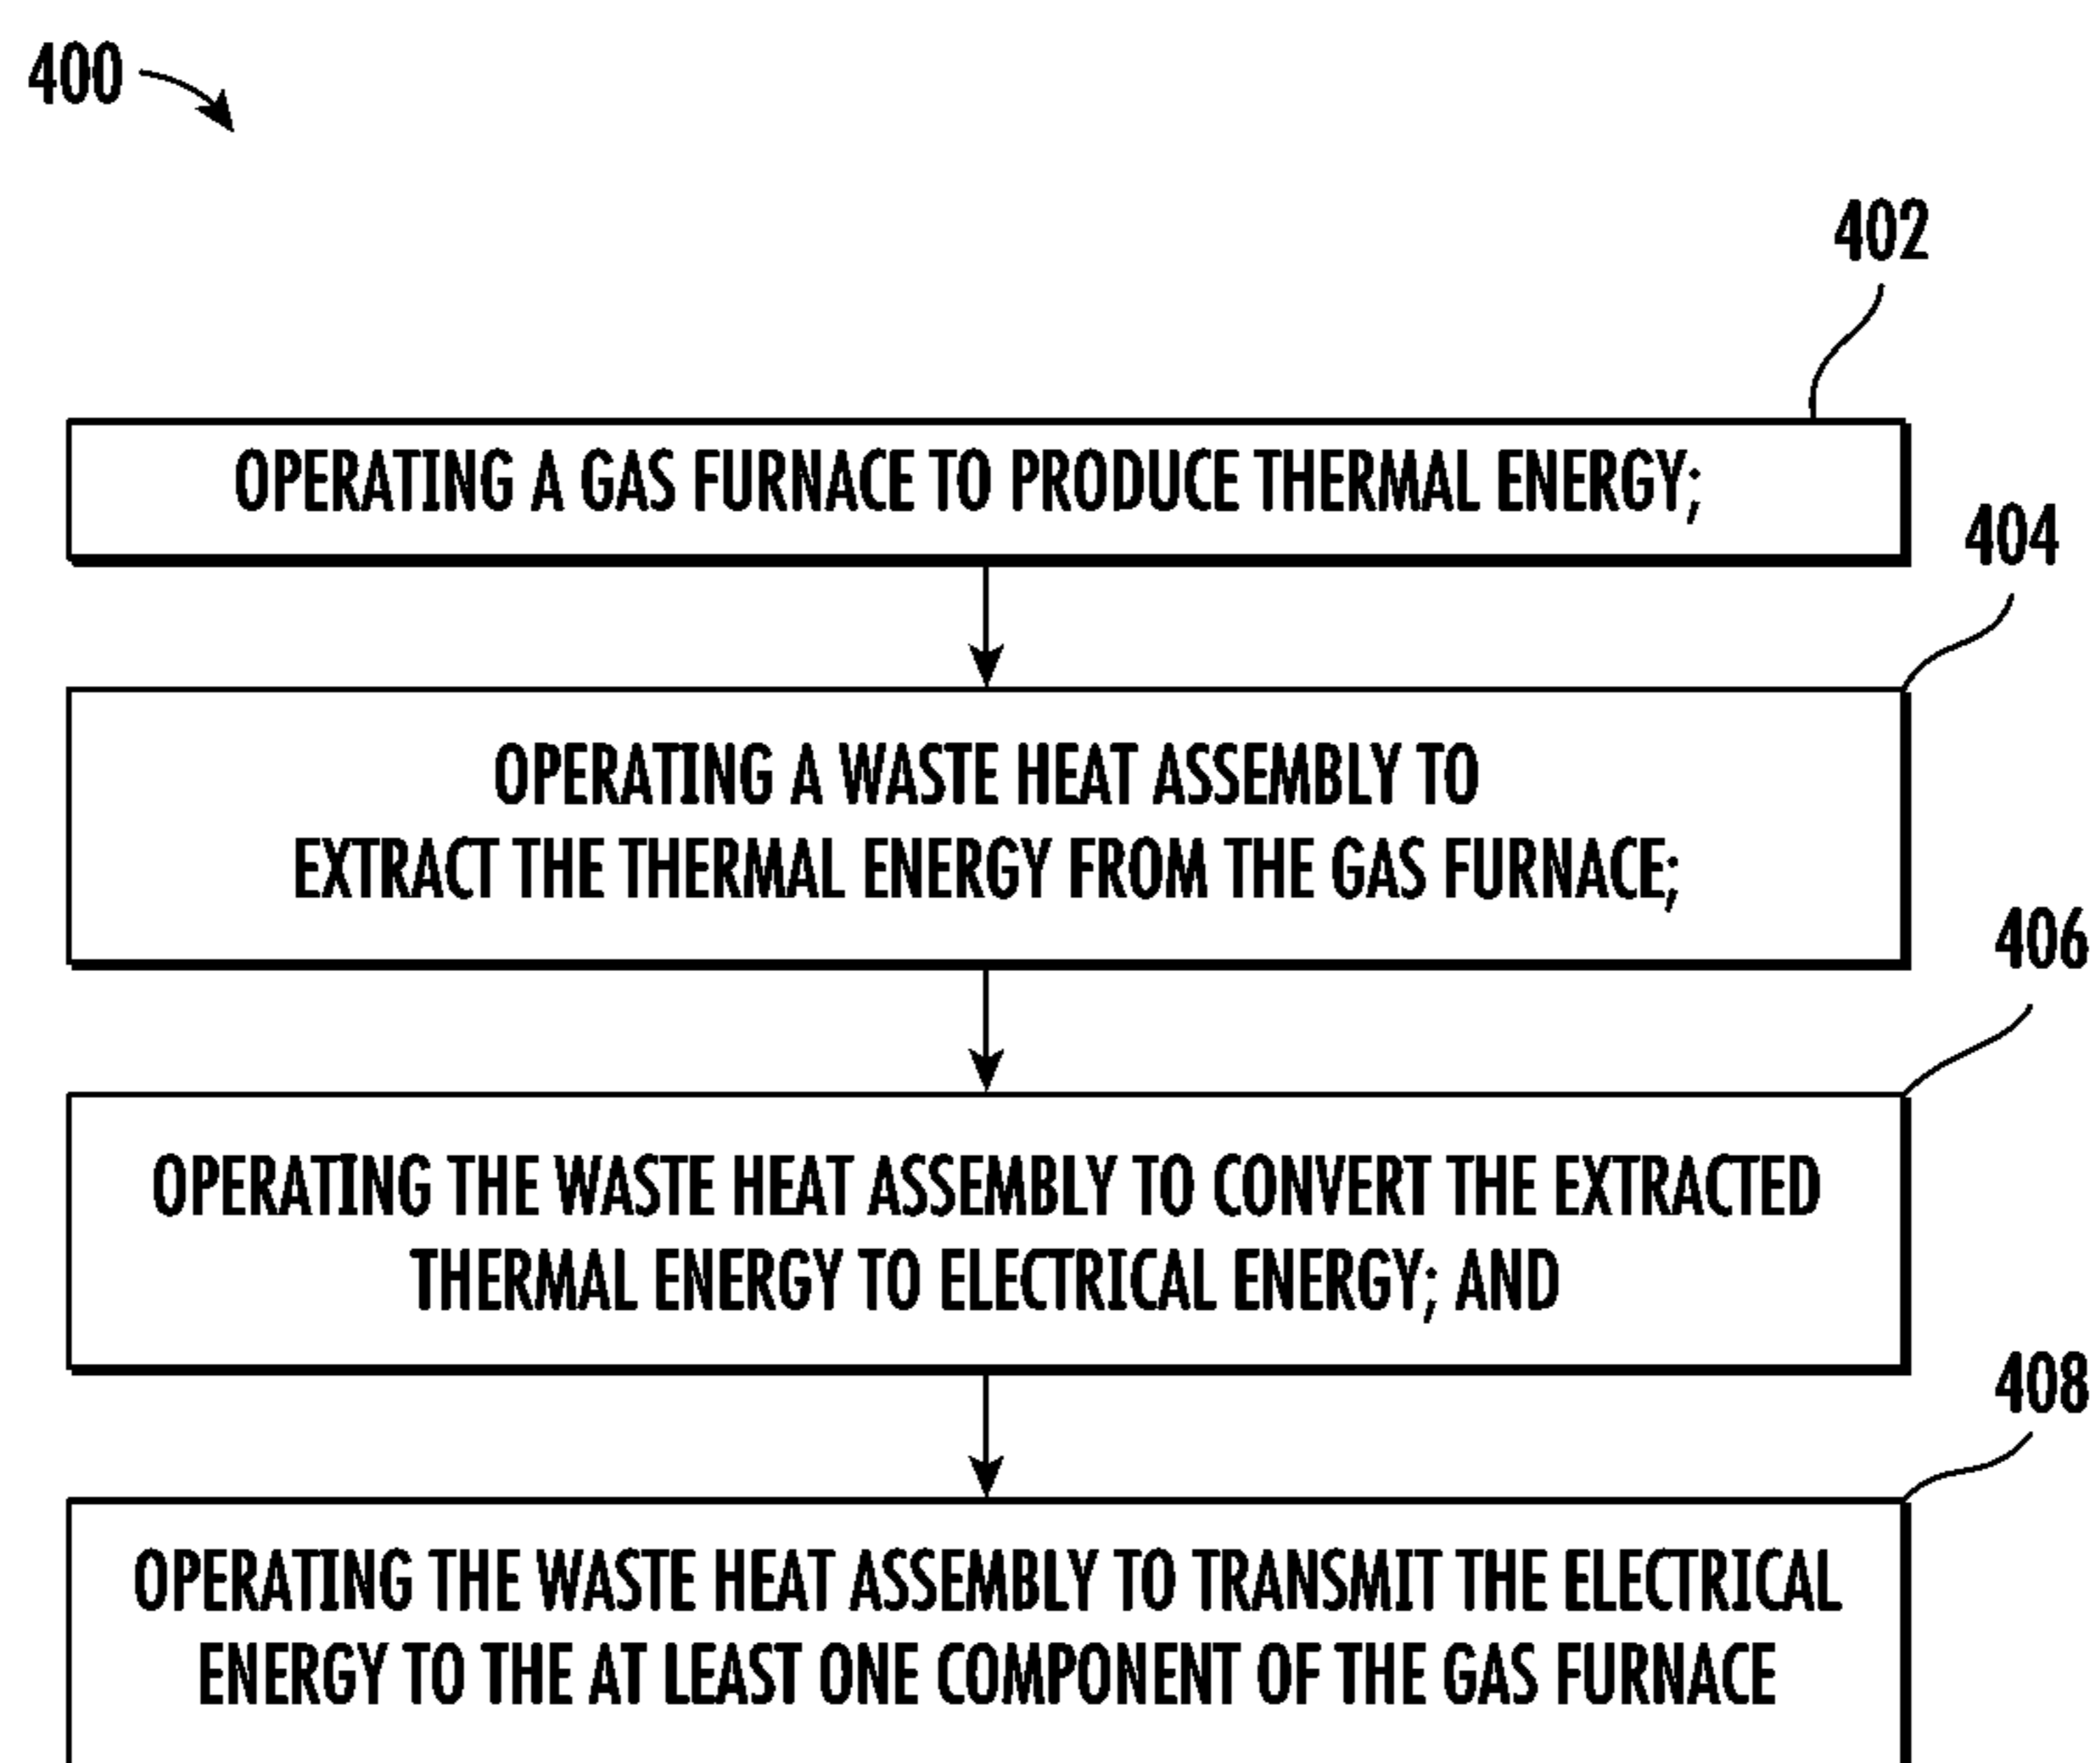 400
402
OPERATING A GAS FURNACE TO PRODUCE THERMAL ENERGY;
404
OPERATING A WASTE HEAT ASSEMBLY TO
EXTRACT THE THERMAL ENERGY FROM THE GAS FURNACE;
406
OPERATING THE WASTE HEAT ASSEMBLY TO CONVERT THE EXTRACTED
THERMAL ENERGY TO ELECTRICAL ENERGY; AND
408
OPERATING THE WASTE HEAT ASSEMBLY TO TRANSMIT THE ELECTRICAL
ENERGY TO THE AT LEAST ONE COMPONENT OF THE GAS FURNACE